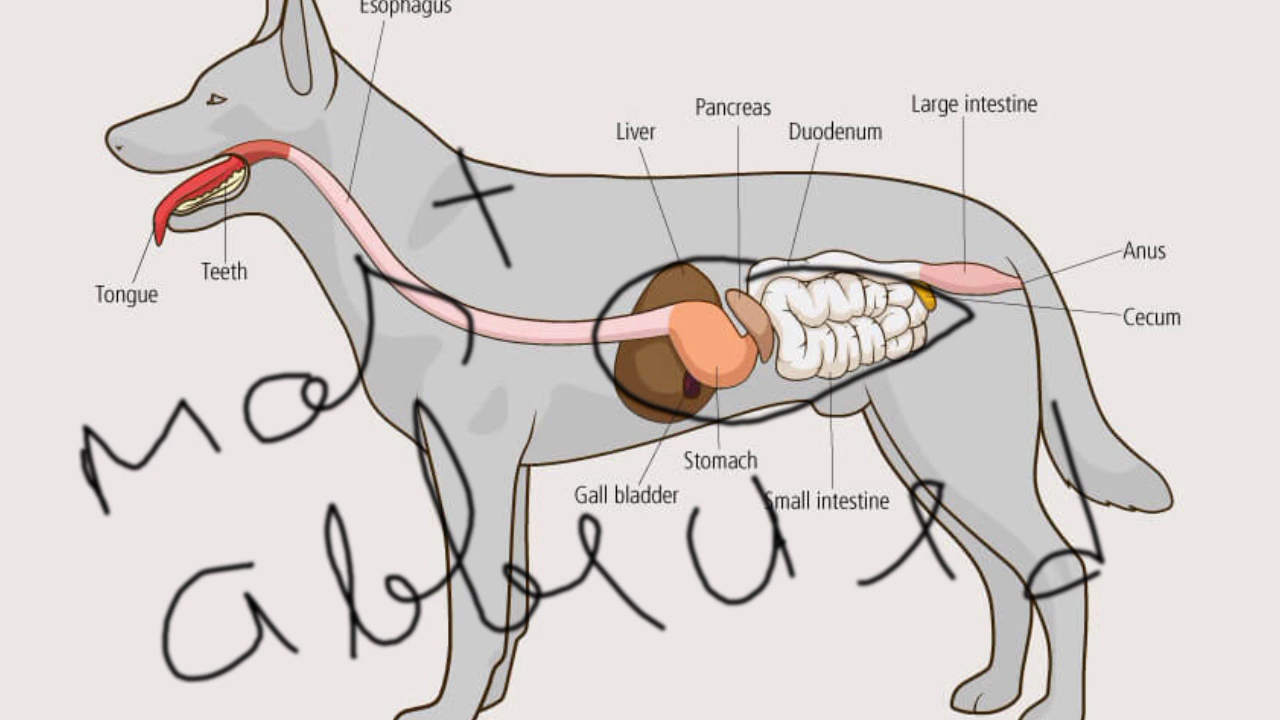 Esophagus
Pancreas
Large intestine
Liver
Duodenum
Anus
Teeth
Tongue
Cecum
Stomach
Gall bladder
Small intestine